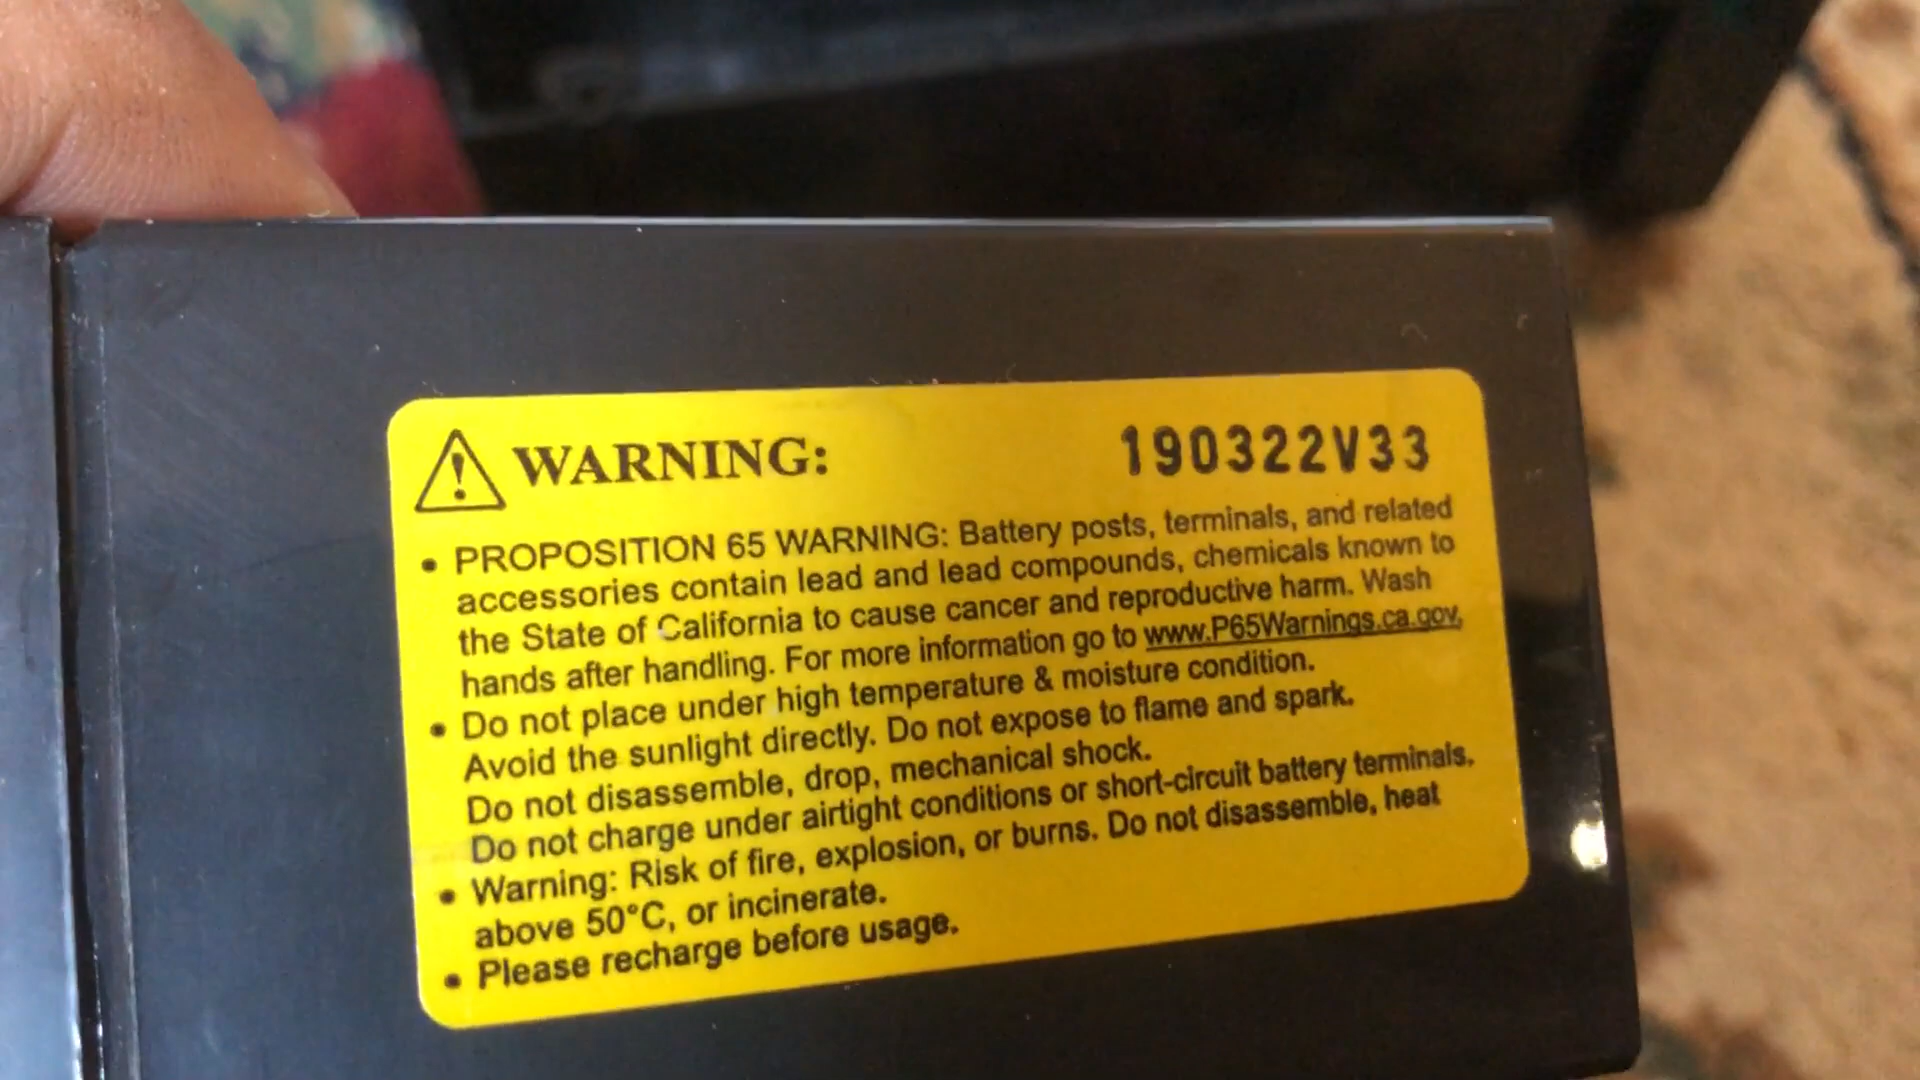 WARNING: 190322V33
• PROPOSITION 65 WARNING: Battery posts, terminals, and related
accessories contain lead and lead compounds, chemicals known to
the State of California to cause cancer and reproductive harm. Wash
hands after handling. For more information go to www.P65Warnings.ca.gov.
• Do not place under high temperature & moisture condition.
Avoid the sunlight directly. Do not expose to flame and spark.
Do not disassemble, drop, mechanical shock.
Do not charge under airtight conditions or short-circuit battery terminals.
• Warning: Risk of fire, explosion, or burns. Do not disassemble, heat
above 50°C, or incinerate.
• Please recharge before usage.